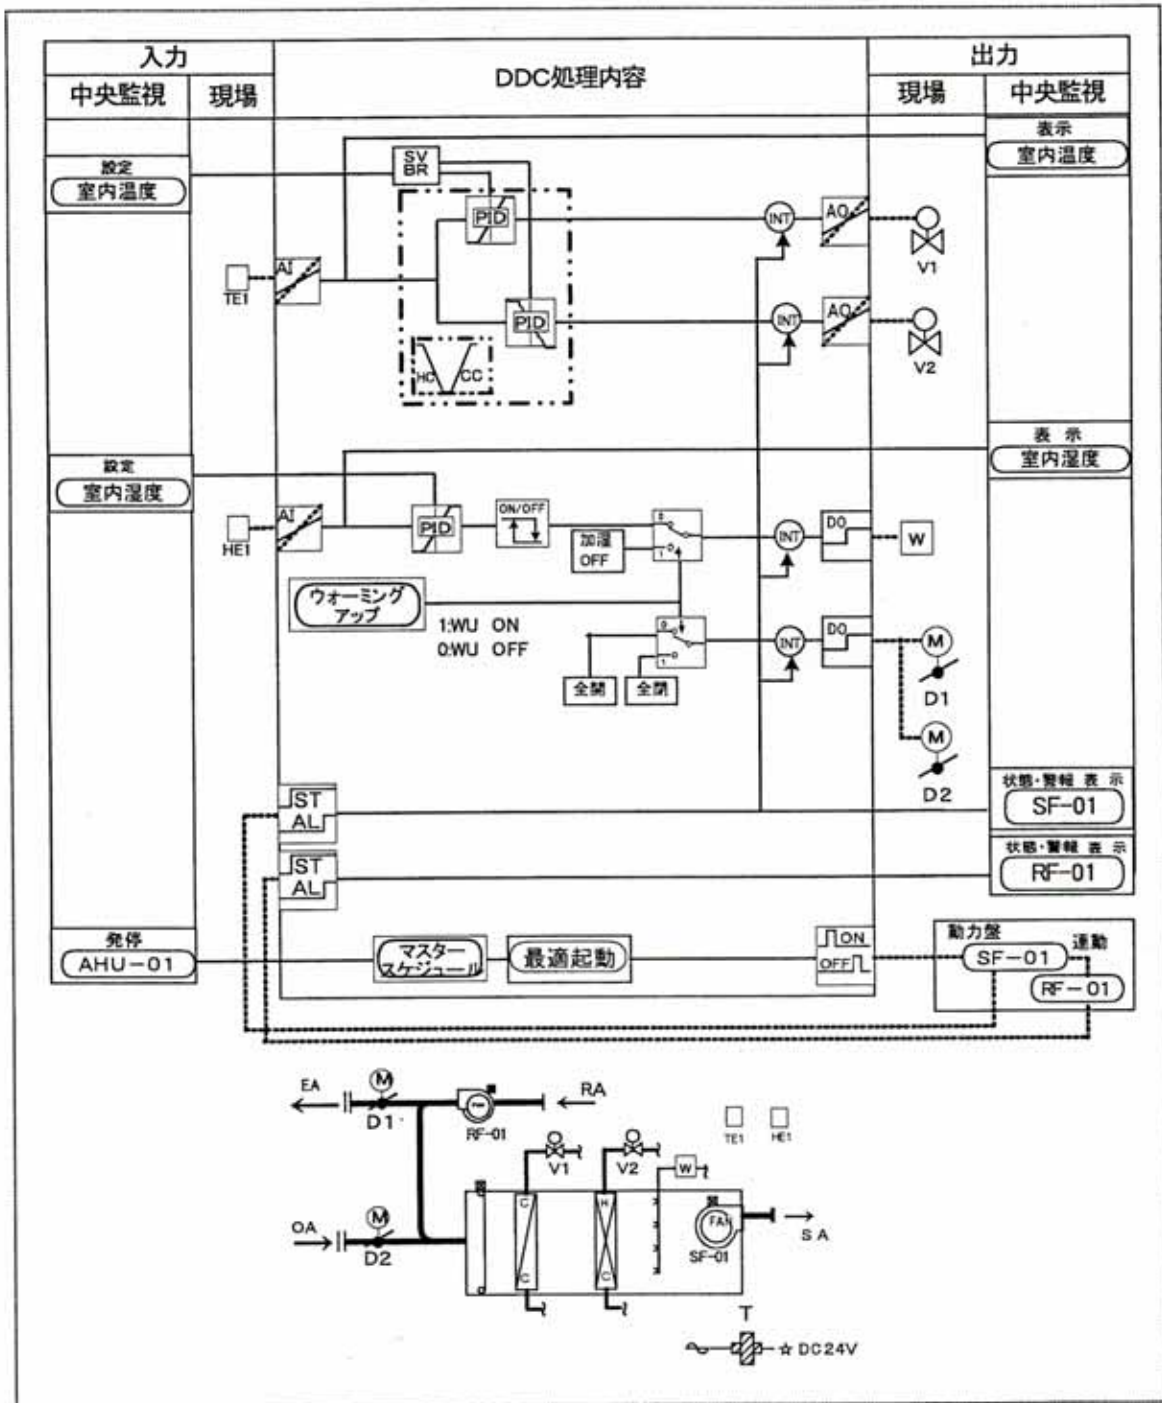 入力
DDC処理内容
出力
中央監視
現場
現場
中央監視
表示
室内温度
設定
室内温度
SV
BR
PID
INT
AO
V1
AI
TE1
PID
INT
AO
V2
HC
CC
表 示
室内湿度
設定
室内湿度
AI
HE1
PID
ON/OFF
加湿
OFF
1
INT
DO
W
ウォーミング
アップ
1:WU ON
0:WU OFF
0
1
INT
DO
M
D1
全開
全閉
M
D2
ST
AL
状態・警報 表 示
SF-01
ST
AL
状態・警報 表 示
RF-01
発停
AHU-01
マスター
スケジュール
最適起動
ON
OFF
動力盤
連動
SF-01
RF-01
EA
M
D1
RF-01
RA
TE1
HE1
V1
V2
W
OA
M
D2
C
C
H
C
FAN
SF-01
SA
T
☆ DC24V